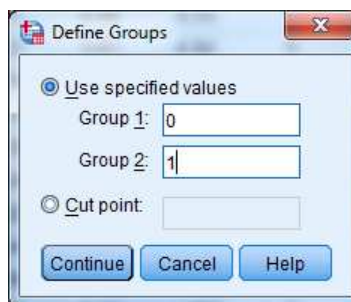 Define Groups
Use specified values
Group 1: 0
Group 2: 1
Cut point:
Continue Cancel Help